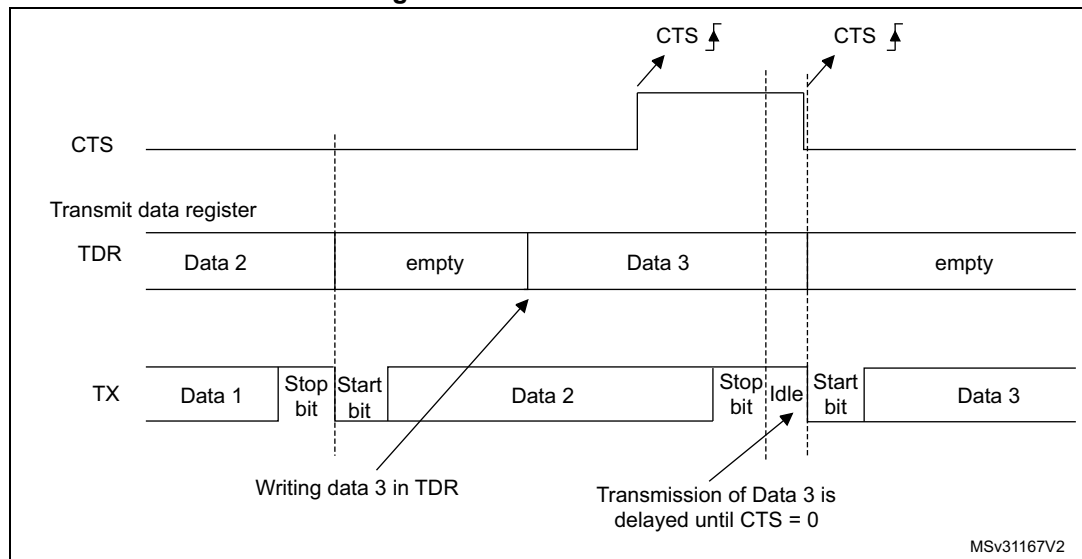 CTS CTS
CTS
Transmit data register
TDR Data 2 empty Data 3 empty
TX Data 1 Stop bit Start bit Data 2 Stop bit Idle Start bit Data 3
Writing data 3 in TDR
Transmission of Data 3 is
delayed until CTS = 0
MSv31167V2